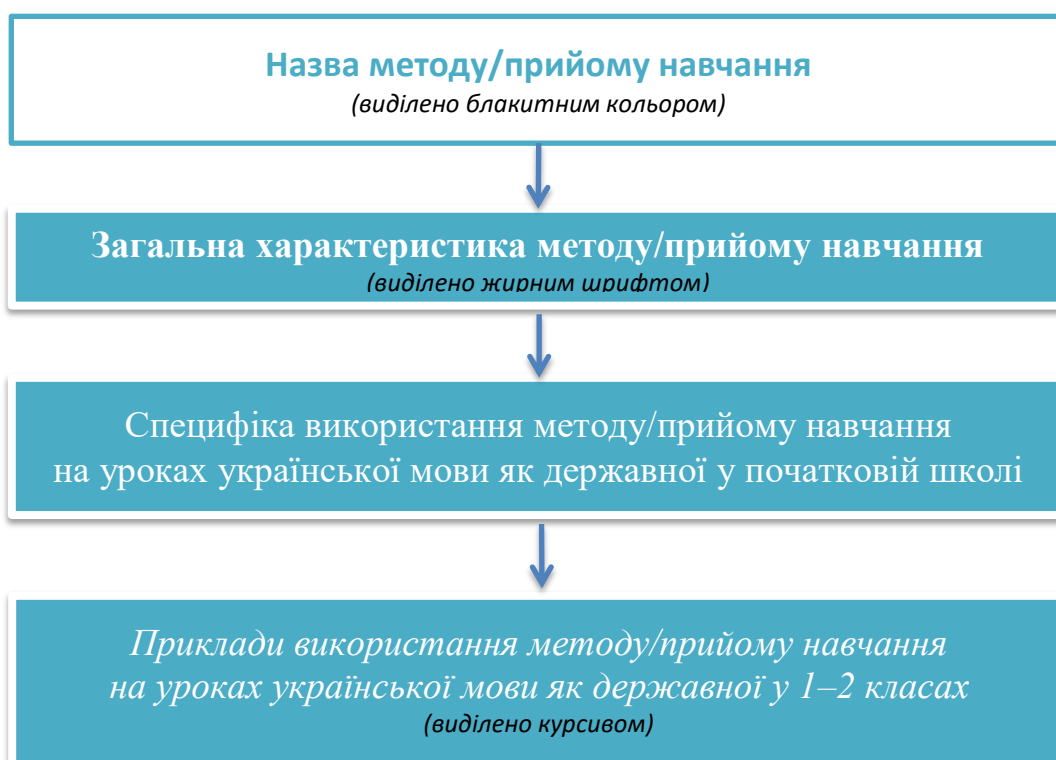 Назва методу/прийому навчання
(виділено блакитним кольором)
Загальна характеристика методу/прийому навчання
(виділено жирним шрифтом)
Специфіка використання методу/прийому навчання
на уроках української мови як державної у початковій школі
Приклади використання методу/прийому навчання
на уроках української мови як державної у 1–2 класах
(виділено курсивом)